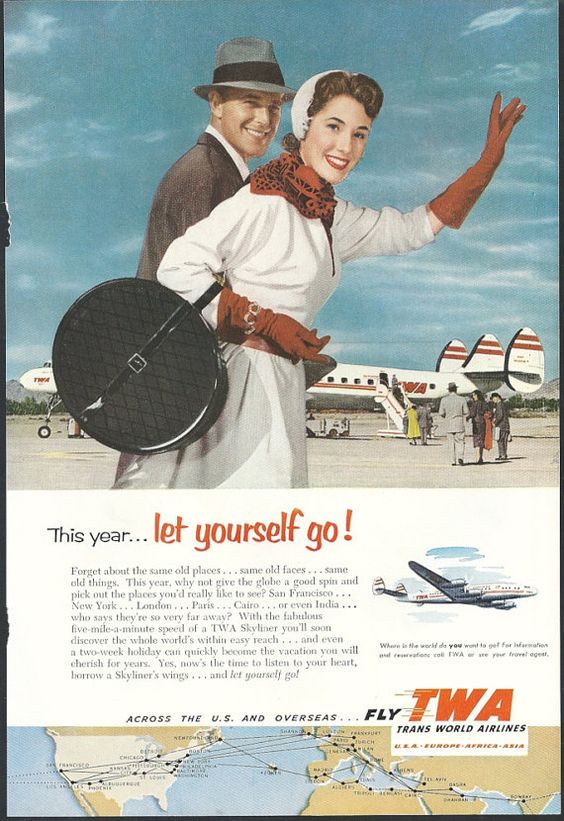 TWA
TWA
This year... let yourself go!
Forget about the same old places . . . same old faces . . . same
old things. This year, why not give the globe a good spin and
pick out the places you'd really like to see? San Francisco . . .
New York . . . London . . . Paris . . . Cairo . . . or even India . . .
who says they're so very far away? With the fabulous
five-mile-a-minute speed of a TWA Skyliner you'll soon
discover the whole world's within easy reach . . . and even
a two-week holiday can quickly become the vacation you will
cherish for years. Yes, now's the time to listen to your heart,
borrow a Skyliner's wings . . . and let yourself go!
TWA
Where in the world do you want to go? For information
and reservations call TWA or see your travel agent.
ACROSS THE U.S. AND OVERSEAS . . . FLY TWA
TRANS WORLD AIRLINES
U.S.A. · EUROPE · AFRICA · ASIA
NEWFOUNDLAND
SHANNON
LONDON
FRANKFURT
PARIS
ZURICH
MILAN
BOSTON
DETROIT
CHICAGO
NEW YORK
PITTSBURGH
PHILADELPHIA
SAN FRANCISCO
KANSAS CITY
BALTIMORE
WASHINGTON
ST. LOUIS
LOS ANGELES
ALBUQUERQUE
PHOENIX
AZORES
MADRID
ROME
ATHENS
ALGIERS
TUNIS
TRIPOLI
BENGASI
CAIRO
TEL AVIV
BASRA
DHAHRAN
BOMBAY